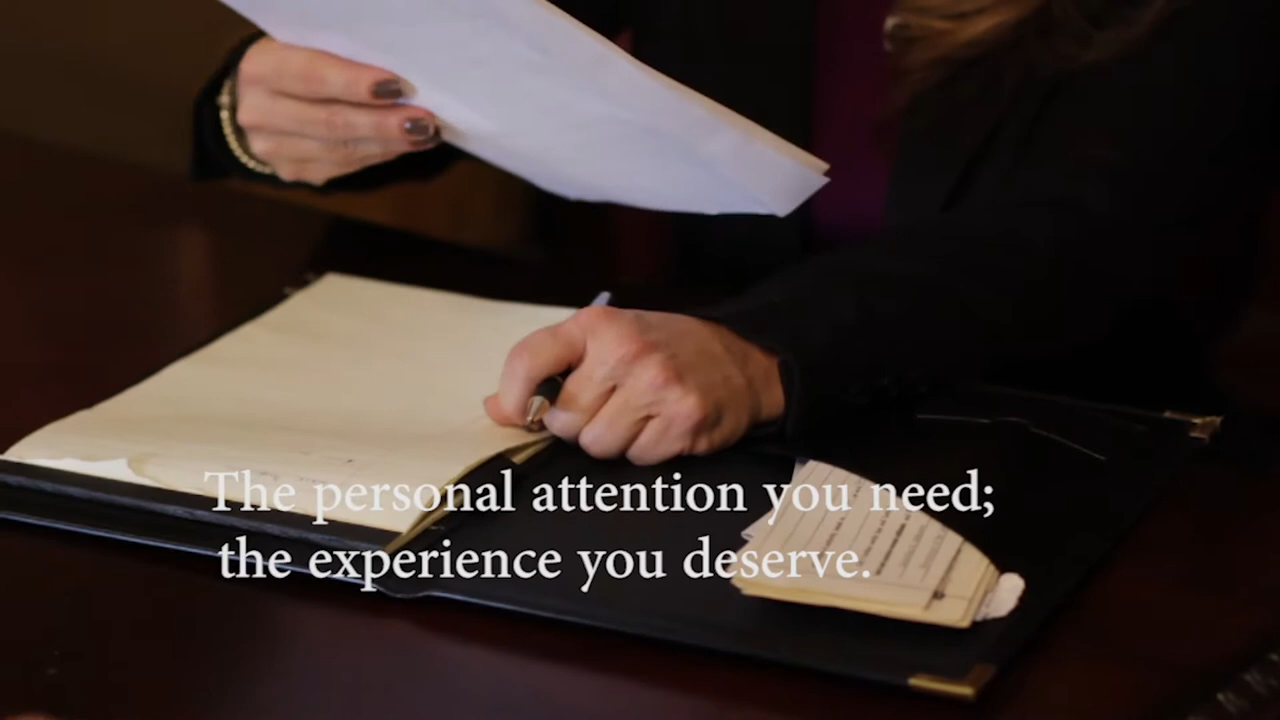 The personal attention you need;
the experience you deserve.